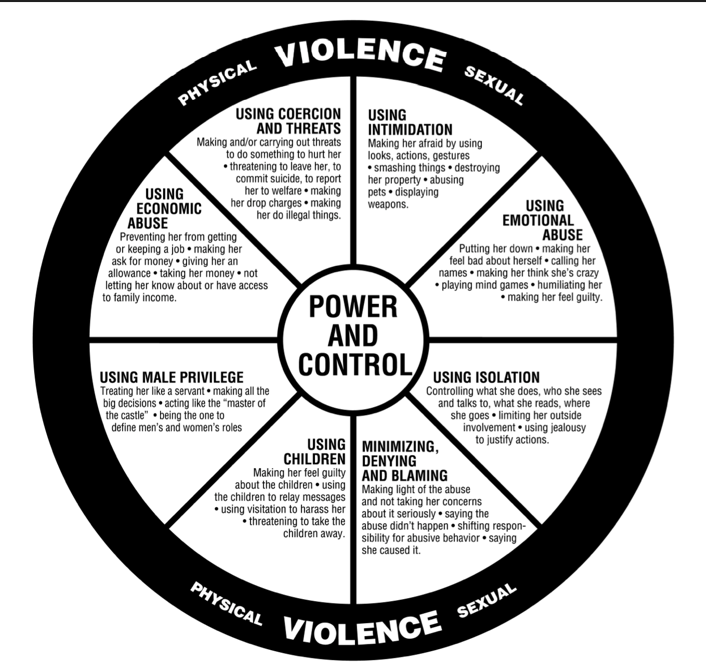 PHYSICAL VIOLENCE SEXUAL
USING COERCION
AND THREATS
Making and/or carrying out threats
to do something to hurt her
• threatening to leave her, to
commit suicide, to report
her to welfare • making
her drop charges • making
her do illegal things.
USING
INTIMIDATION
Making her afraid by using
looks, actions, gestures
• smashing things • destroying
her property • abusing
pets • displaying
weapons.
USING
EMOTIONAL
ABUSE
Putting her down • making her
feel bad about herself • calling her
names • making her think she's crazy
• playing mind games • humiliating her
• making her feel guilty.
USING ISOLATION
Controlling what she does, who she sees
and talks to, what she reads, where
she goes • limiting her outside
involvement • using jealousy
to justify actions.
MINIMIZING,
DENYING
AND BLAMING
Making light of the abuse
and not taking her concerns
about it seriously • saying the
abuse didn't happen • shifting respon-
sibility for abusive behavior • saying
she caused it.
USING
CHILDREN
Making her feel guilty
about the children • using
the children to relay messages
• using visitation to harass her
• threatening to take the
children away.
USING MALE PRIVILEGE
Treating her like a servant • making all the
big decisions • acting like the “master of
the castle” • being the one to
define men's and women's roles
USING
ECONOMIC
ABUSE
Preventing her from getting
or keeping a job • making her
ask for money • giving her an
allowance • taking her money • not
letting her know about or have access
to family income.
POWER
AND
CONTROL
PHYSICAL VIOLENCE SEXUAL